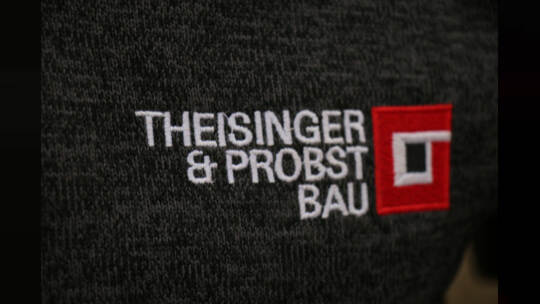 THEISINGER
& PROBST
BAU